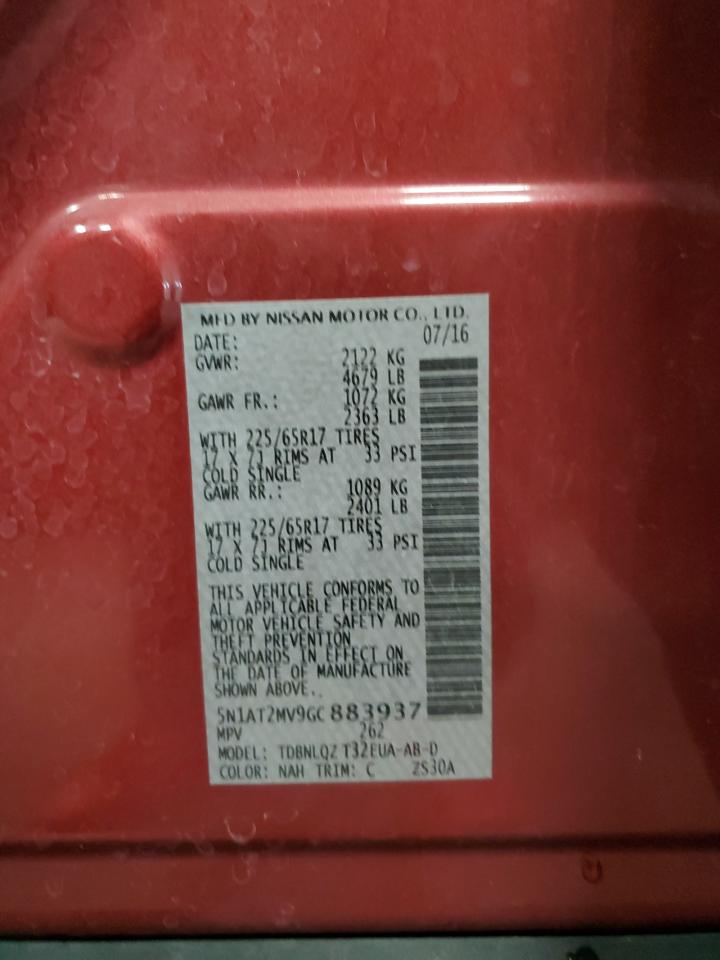 MFD BY NISSAN MOTOR CO., LTD.
DATE: 07/16
GVWR: 2122 KG
4679 LB
GAWR FR.: 1072 KG
2363 LB
WITH 225/65R17 TIRES
17 X 7J RIMS AT 33 PSI
COLD SINGLE
GAWR RR.: 1089 KG
2401 LB
WITH 225/65R17 TIRES
17 X 7J RIMS AT 33 PSI
COLD SINGLE
THIS VEHICLE CONFORMS TO
ALL APPLICABLE FEDERAL
MOTOR VEHICLE SAFETY AND
THEFT PREVENTION
STANDARDS IN EFFECT ON
THE DATE OF MANUFACTURE
SHOWN ABOVE.
5N1AT2MV9GC883937
MPV 262
MODEL: TDBNLQZ T32EUA-AB-D
COLOR: NAH TRIM: C ZS30A